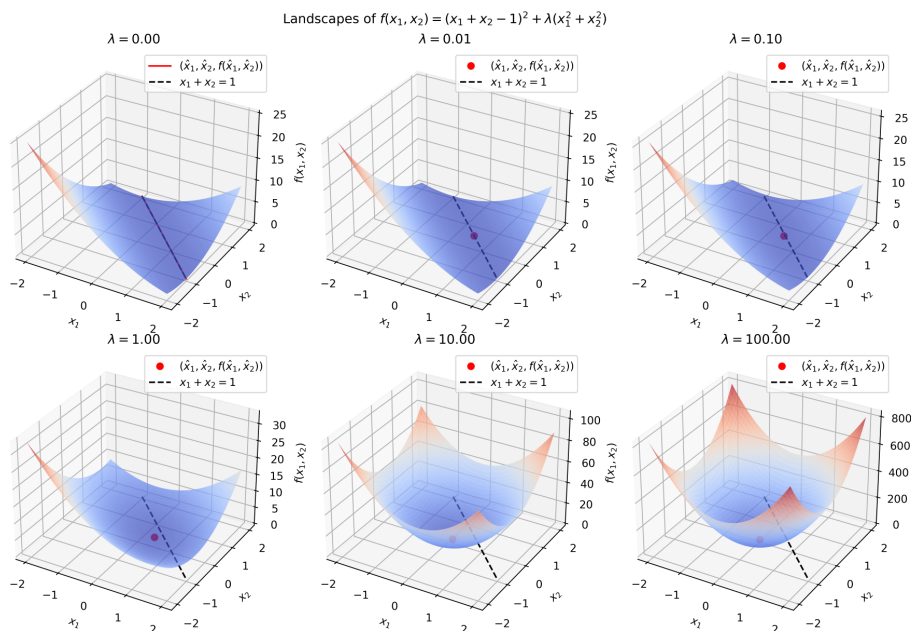 Landscapes of f(x₁, x₂) = (x₁ + x₂ − 1)² + λ(x₁² + x₂²)
λ = 0.00
(x̂₁, x̂₂, f(x̂₁, x̂₂))
x₁ + x₂ = 1
25
20
15
10
5
0
f(x₁, x₂)
−2
−1
0
1
2
x₁
−2
−1
0
1
2
x₂
λ = 0.01
(x̂₁, x̂₂, f(x̂₁, x̂₂))
x₁ + x₂ = 1
25
20
15
10
5
0
f(x₁, x₂)
−2
−1
0
1
2
x₁
−2
−1
0
1
2
x₂
λ = 0.10
(x̂₁, x̂₂, f(x̂₁, x̂₂))
x₁ + x₂ = 1
25
20
15
10
5
0
−2
−1
0
1
2
x₁
−2
−1
0
1
2
x₂
λ = 1.00
(x̂₁, x̂₂, f(x̂₁, x̂₂))
x₁ + x₂ = 1
30
25
20
15
10
5
0
f(x₁, x₂)
−2
−1
0
1
2
x₁
−2
−1
0
1
2
x₂
λ = 10.00
(x̂₁, x̂₂, f(x̂₁, x̂₂))
x₁ + x₂ = 1
100
80
60
40
20
0
f(x₁, x₂)
−2
−1
0
1
2
x₁
−2
−1
0
1
2
x₂
λ = 100.00
(x̂₁, x̂₂, f(x̂₁, x̂₂))
x₁ + x₂ = 1
800
600
400
200
0
−2
−1
0
1
2
x₁
−2
−1
0
1
2
x₂